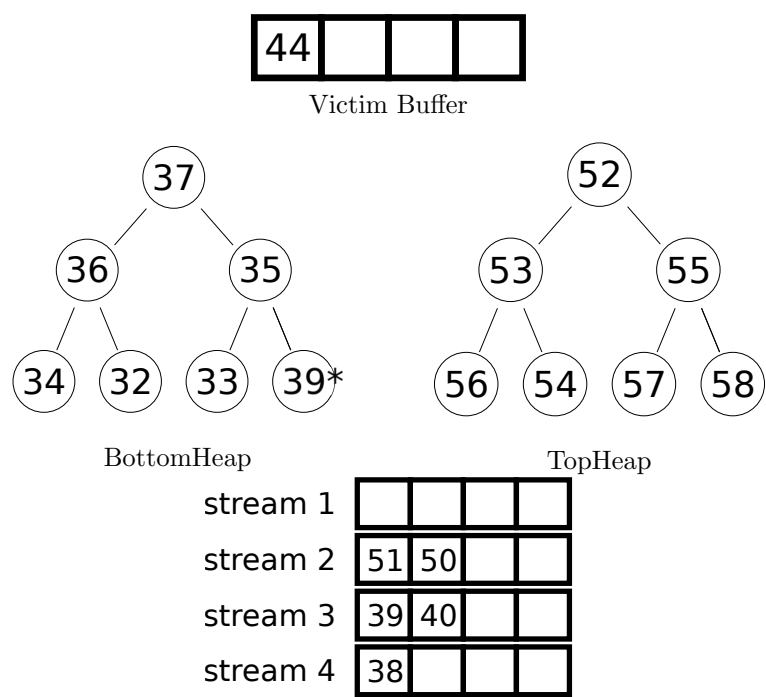 44
Victim Buffer
37
52
36
35
53
55
34
32
33
39*
56
54
57
58
BottomHeap
TopHeap
stream 1
stream 2 51 50
stream 3 39 40
stream 4 38